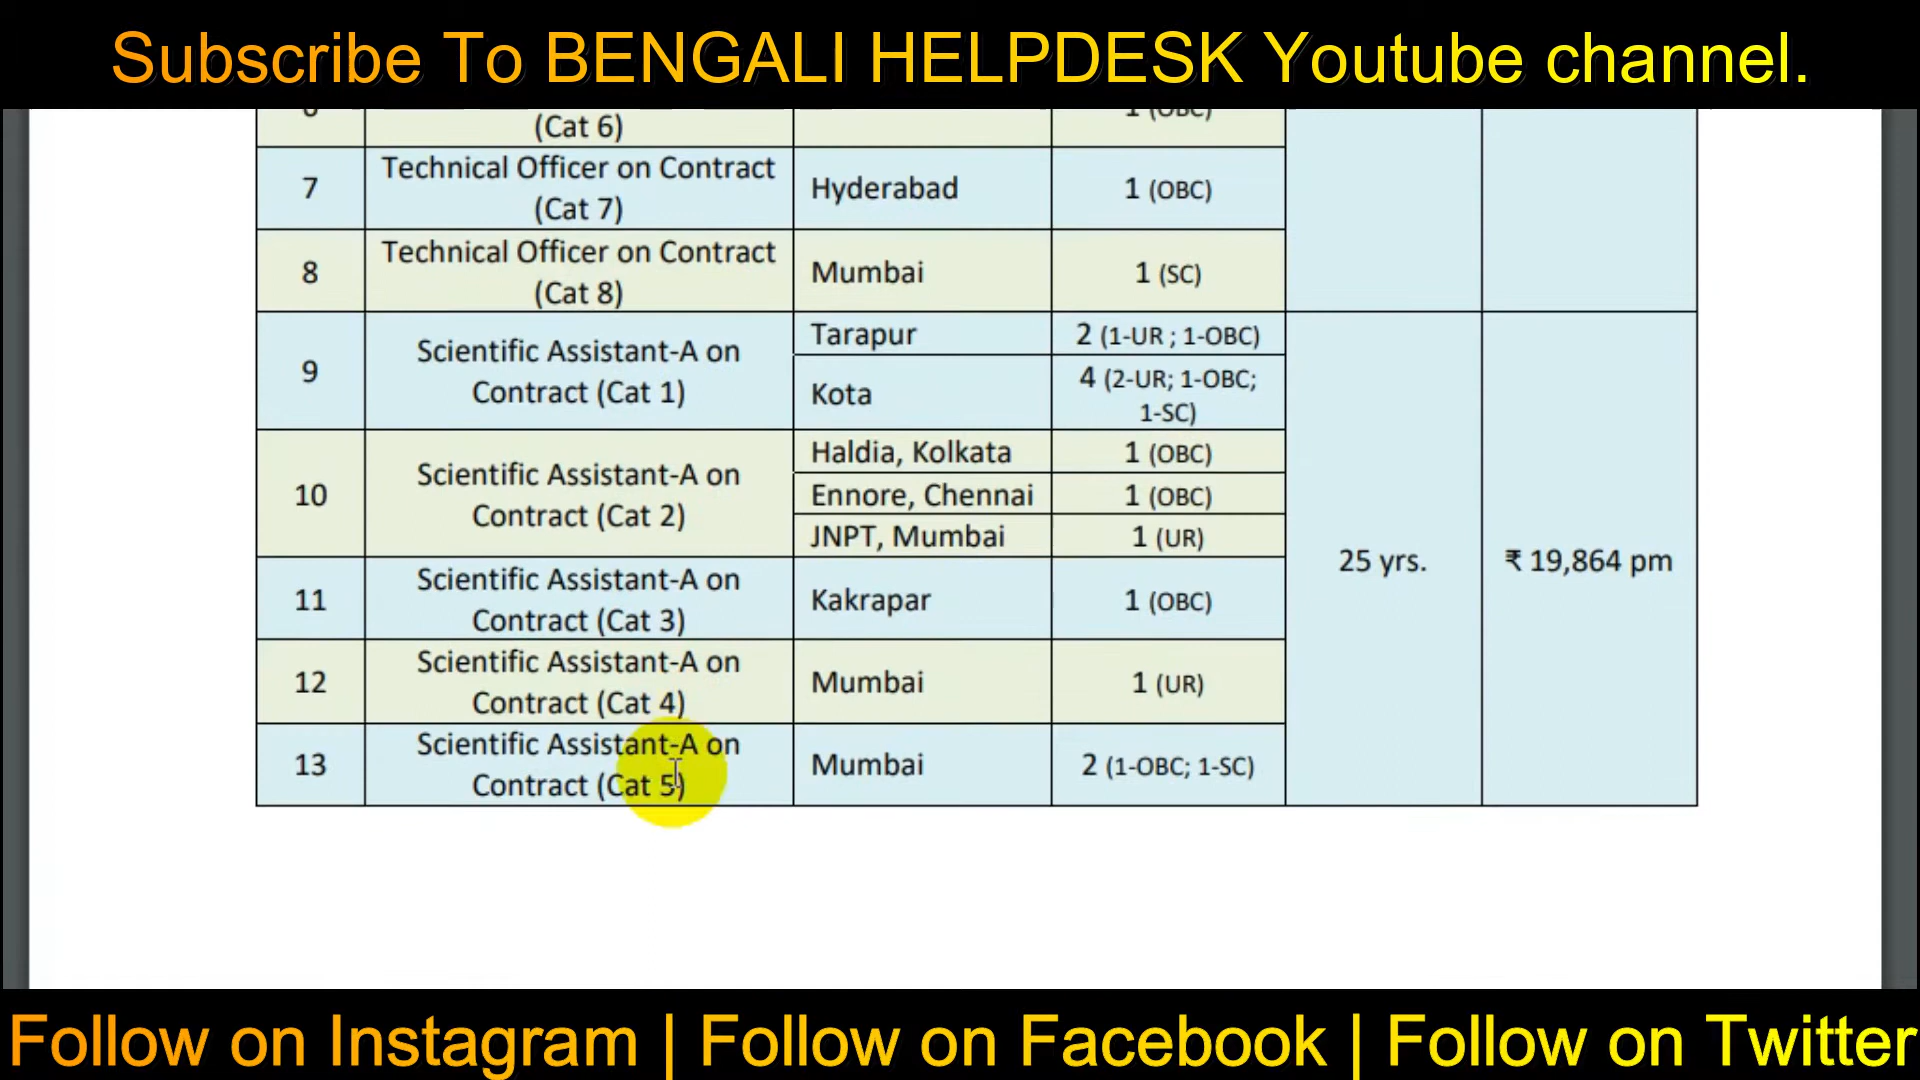 Subscribe To BENGALI HELPDESK Youtube channel.
(Cat 6)
1 (OBC)
7
Technical Officer on Contract
(Cat 7)
Hyderabad
1 (OBC)
8
Technical Officer on Contract
(Cat 8)
Mumbai
1 (SC)
9
Scientific Assistant-A on
Contract (Cat 1)
Tarapur
2 (1-UR ; 1-OBC)
Kota
4 (2-UR; 1-OBC;
1-SC)
10
Scientific Assistant-A on
Contract (Cat 2)
Haldia, Kolkata
1 (OBC)
Ennore, Chennai
1 (OBC)
JNPT, Mumbai
1 (UR)
11
Scientific Assistant-A on
Contract (Cat 3)
Kakrapar
1 (OBC)
12
Scientific Assistant-A on
Contract (Cat 4)
Mumbai
1 (UR)
13
Scientific Assistant-A on
Contract (Cat 5)
Mumbai
2 (1-OBC; 1-SC)
25 yrs.
₹ 19,864 pm
Follow on Instagram | Follow on Facebook | Follow on Twitter